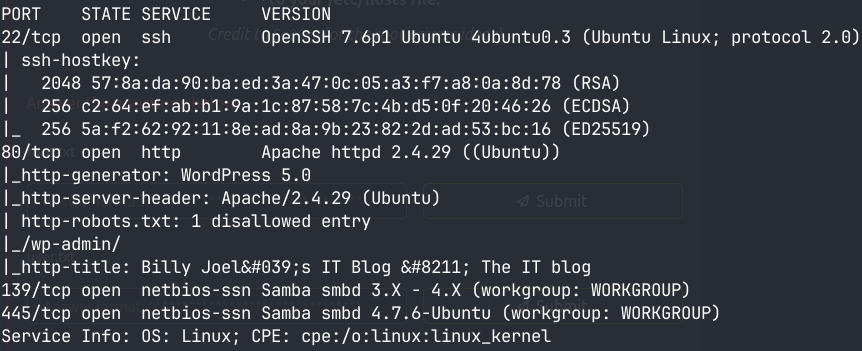 to your /etc/hosts file.
PORT    STATE SERVICE     VERSION
22/tcp  open  ssh         OpenSSH 7.6p1 Ubuntu 4ubuntu0.3 (Ubuntu Linux; protocol 2.0)
| ssh-hostkey:
|   2048 57:8a:da:90:ba:ed:3a:47:0c:05:a3:f7:a8:0a:8d:78 (RSA)
|   256 c2:64:ef:ab:b1:9a:1c:87:58:7c:4b:d5:0f:20:46:26 (ECDSA)
|_  256 5a:f2:62:92:11:8e:ad:8a:9b:23:82:2d:ad:53:bc:16 (ED25519)
80/tcp  open  http        Apache httpd 2.4.29 ((Ubuntu))
|_http-generator: WordPress 5.0
|_http-server-header: Apache/2.4.29 (Ubuntu)
Submit
| http-robots.txt: 1 disallowed entry
|_/wp-admin/
|_http-title: Billy Joel&#039;s IT Blog &#8211; The IT blog
139/tcp open  netbios-ssn Samba smbd 3.X - 4.X (workgroup: WORKGROUP)
445/tcp open  netbios-ssn Samba smbd 4.7.6-Ubuntu (workgroup: WORKGROUP)
Service Info: OS: Linux; CPE: cpe:/o:linux:linux_kernel